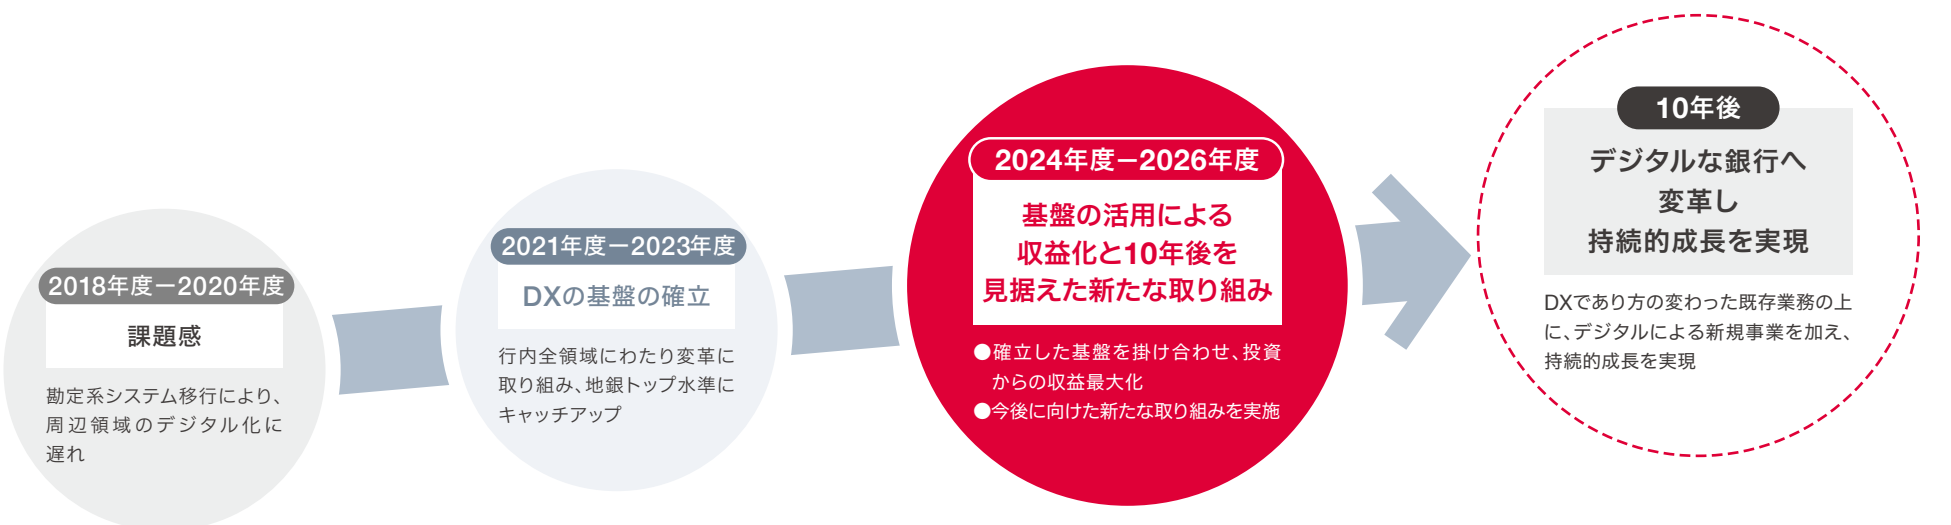 2018年度－2020年度
課題感
勘定系システム移行により、
周辺領域のデジタル化に
遅れ
2021年度－2023年度
DXの基盤の確立
行内全領域にわたり変革に
取り組み、地銀トップ水準に
キャッチアップ
2024年度－2026年度
基盤の活用による
収益化と10年後を
見据えた新たな取り組み
●確立した基盤を掛け合わせ、投資
からの収益最大化
●今後に向けた新たな取り組みを実施
10年後
デジタルな銀行へ
変革し
持続的成長を実現
DXであり方の変わった既存業務の上
に、デジタルによる新規事業を加え、
持続的成長を実現